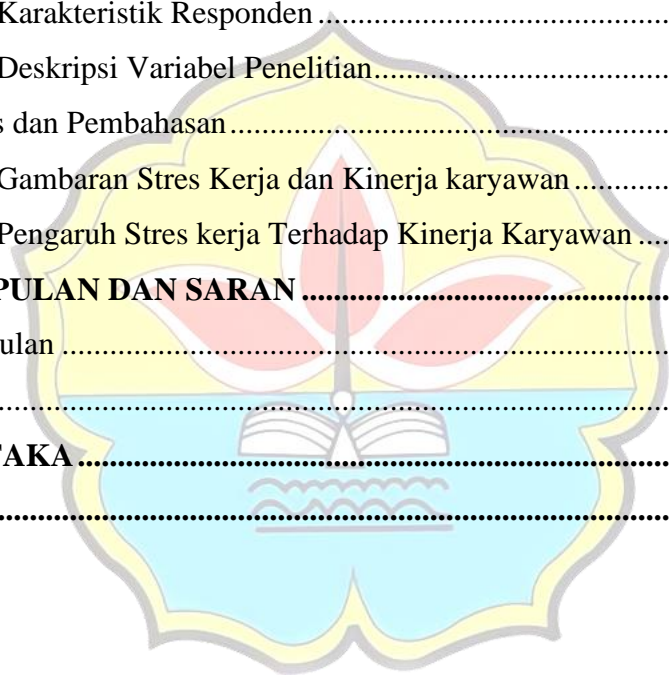 Karakteristik Responden ............................................
Deskripsi Variabel Penelitian.....................................
s dan Pembahasan........................................................
Gambaran Stres Kerja dan Kinerja karyawan ............
Pengaruh Stres kerja Terhadap Kinerja Karyawan ....
PULAN DAN SARAN ...............................................
ulan .............................................................................
.....................................................................................
TAKA ..........................................................................
.....................................................................................